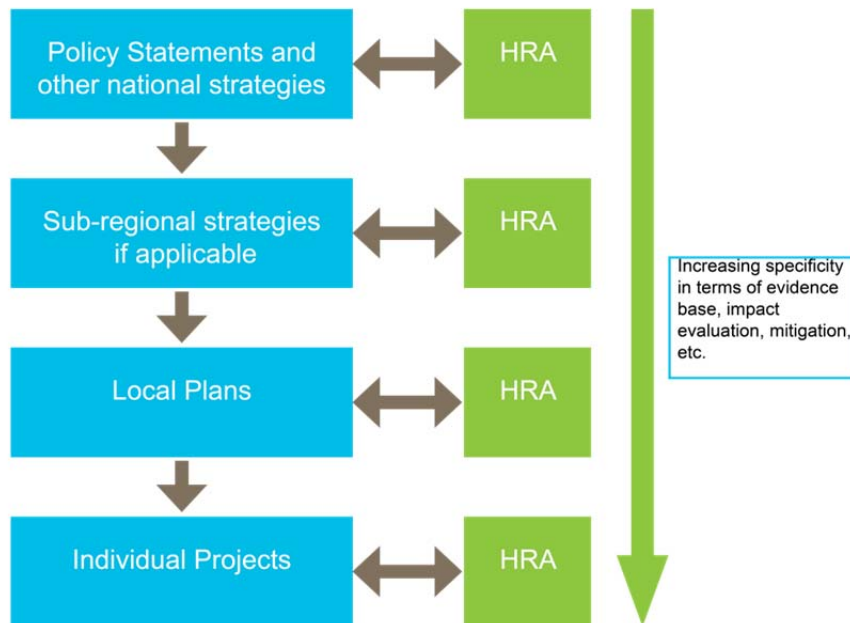 Policy Statements and
other national strategies
HRA
Sub-regional strategies
if applicable
HRA
Increasing specificity
in terms of evidence
base, impact
evaluation, mitigation,
etc.
Local Plans
HRA
Individual Projects
HRA